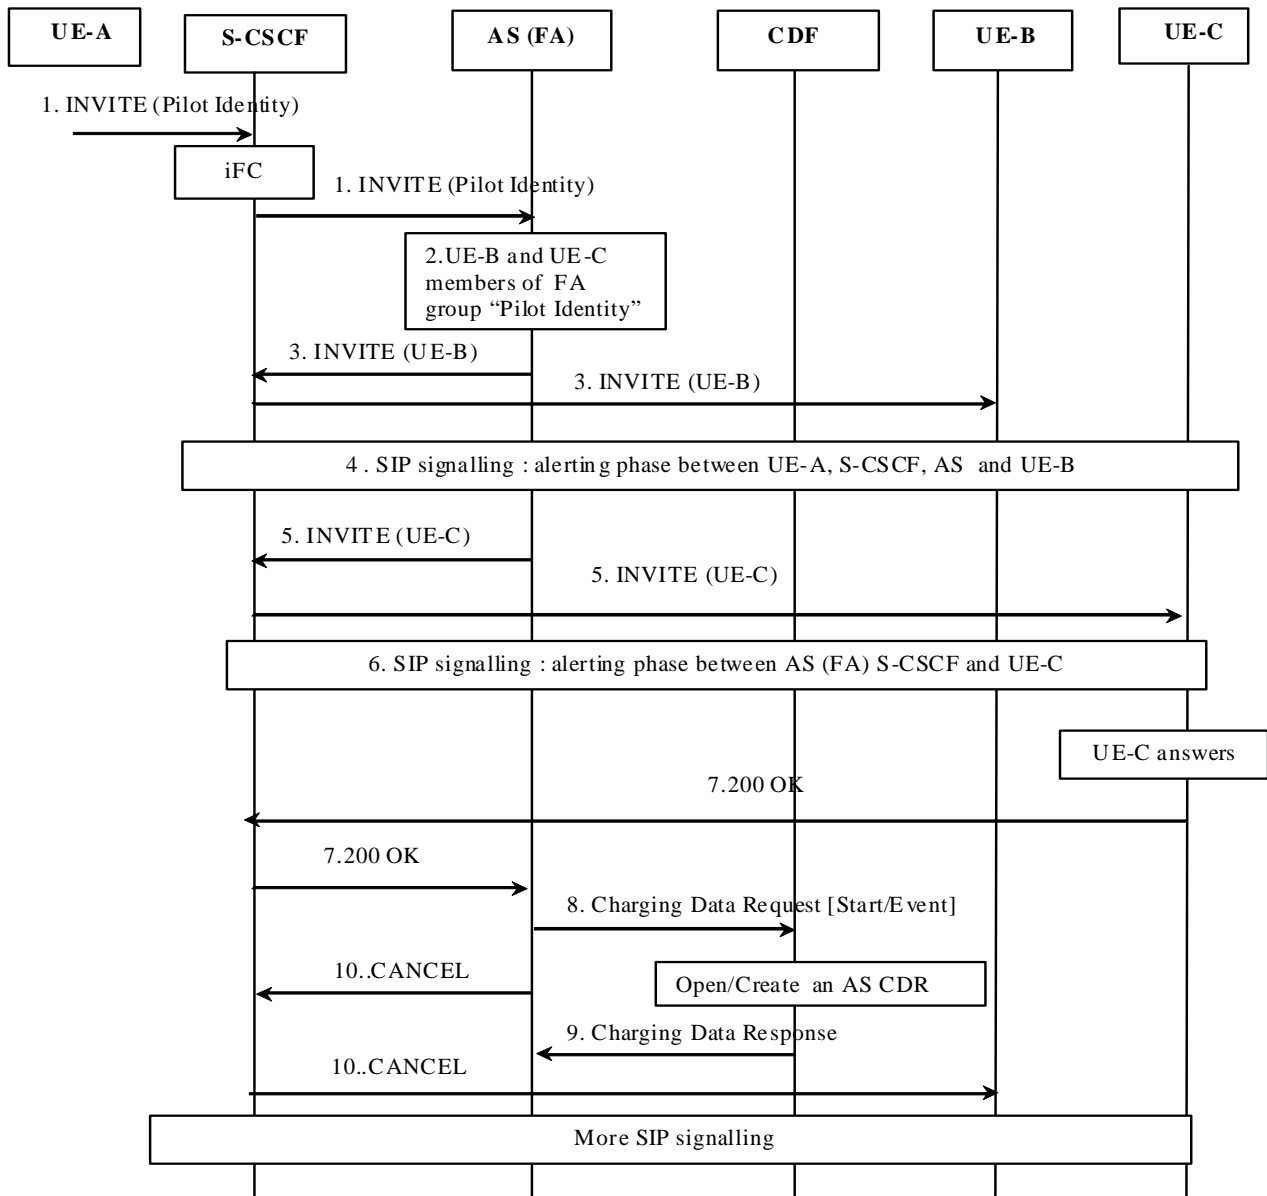 UE-A
S-CSCF
AS (FA)
CDF
UE-B
UE-C
1. INVITE (Pilot Identity)
iFC
1. INVITE (Pilot Identity)
2.UE-B and UE-C
members of FA
group “Pilot Identity”
3. INVITE (UE-B)
3. INVITE (UE-B)
4 . SIP signalling : alerting phase between UE-A, S-CSCF, AS and UE-B
5. INVITE (UE-C)
5. INVITE (UE-C)
6. SIP signalling : alerting phase between AS (FA) S-CSCF and UE-C
UE-C answers
7.200 OK
7.200 OK
8. Charging Data Request [Start/Event]
10..CANCEL
Open/Create an AS CDR
9. Charging Data Response
10..CANCEL
More SIP signalling